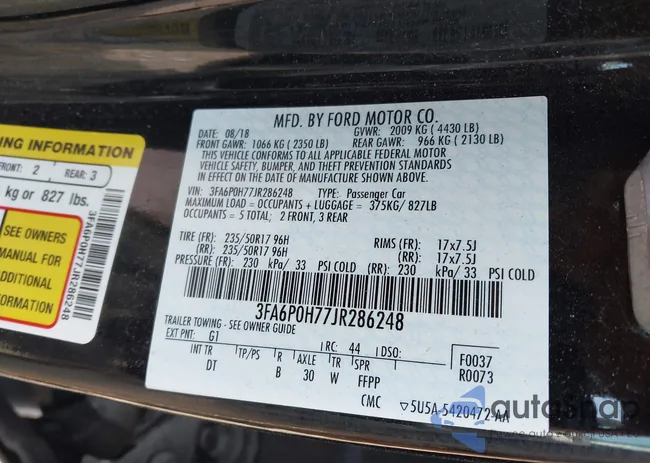 NG INFORMATION
FRONT: 2 REAR: 3
kg or 827 lbs.
SEE OWNERS
MANUAL FOR
ADDITIONAL
INFORMATION
3FA6P0H77JR286248
MFD. BY FORD MOTOR CO.
DATE: 08/18 GVWR: 2009 KG ( 4430 LB)
FRONT GAWR: 1066 KG ( 2350 LB) REAR GAWR: 966 KG ( 2130 LB)
THIS VEHICLE CONFORMS TO ALL APPLICABLE FEDERAL MOTOR
VEHICLE SAFETY, BUMPER, AND THEFT PREVENTION STANDARDS
IN EFFECT ON THE DATE OF MANUFACTURE SHOWN ABOVE.
VIN: 3FA6P0H77JR286248 TYPE: Passenger Car
MAXIMUM LOAD = OCCUPANTS + LUGGAGE = 375KG/ 827LB
OCCUPANTS = 5 TOTAL; 2 FRONT, 3 REAR
TIRE (FR): 235/50R17 96H RIMS (FR): 17x7.5J
(RR): 235/50R17 96H (RR): 17x7.5J
PRESSURE (FR): 230 kPa/ 33 PSI COLD (RR): 230 kPa/ 33 PSI COLD
3FA6P0H77JR286248
TRAILER TOWING - SEE OWNER GUIDE
EXT PNT: G1 RC: 44 DSO: F0037
INT TR TP/PS R AXLE TR SPR R0073
DT B 30 W FFPP
CMC ▽5U5A-5420472-AA
autosnap